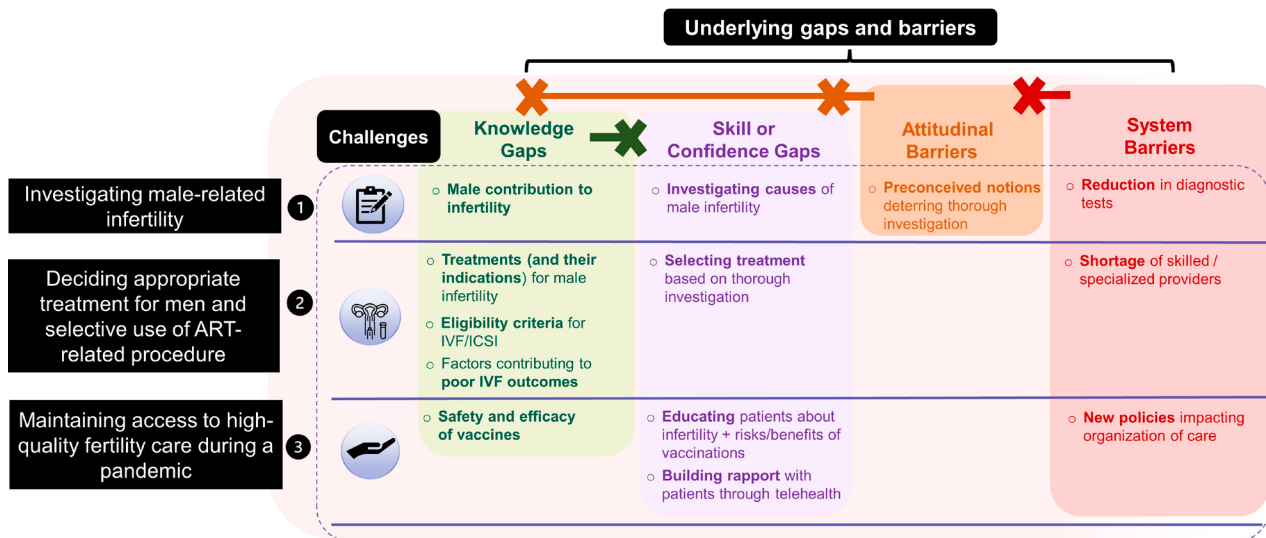 Underlying gaps and barriers
Challenges
Knowledge
Gaps
Skill or
Confidence Gaps
Attitudinal
Barriers
System
Barriers
Investigating male-related
infertility
1
○ Male contribution to
infertility
○ Investigating causes of
male infertility
○ Preconceived notions
deterring thorough
investigation
○ Reduction in diagnostic
tests
Deciding appropriate
treatment for men and
selective use of ART-
related procedure
2
○ Treatments (and their
indications) for male
infertility
○ Eligibility criteria for
IVF/ICSI
○ Factors contributing to
poor IVF outcomes
○ Selecting treatment
based on thorough
investigation
○ Shortage of skilled /
specialized providers
Maintaining access to high-
quality fertility care during a
pandemic
3
○ Safety and efficacy
of vaccines
○ Educating patients about
infertility + risks/benefits of
vaccinations
○ Building rapport with
patients through telehealth
○ New policies impacting
organization of care